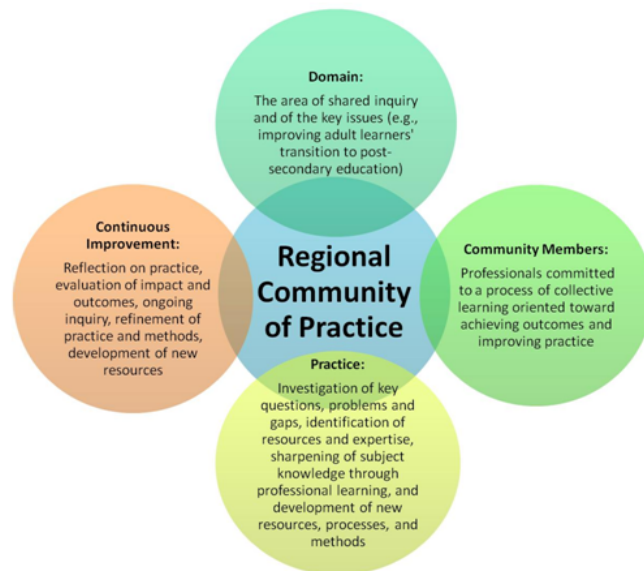 Domain:
The area of shared inquiry
and of the key issues (e.g.,
improving adult learners'
transition to post-
secondary education)
Continuous
Improvement:
Reflection on practice,
evaluation of impact and
outcomes, ongoing
inquiry, refinement of
practice and methods,
development of new
resources
Regional
Community
of Practice
Community Members:
Professionals committed
to a process of collective
learning oriented toward
achieving outcomes and
improving practice
Practice:
Investigation of key
questions, problems and
gaps, identification of
resources and expertise,
sharpening of subject
knowledge through
professional learning, and
development of new
resources, processes, and
methods